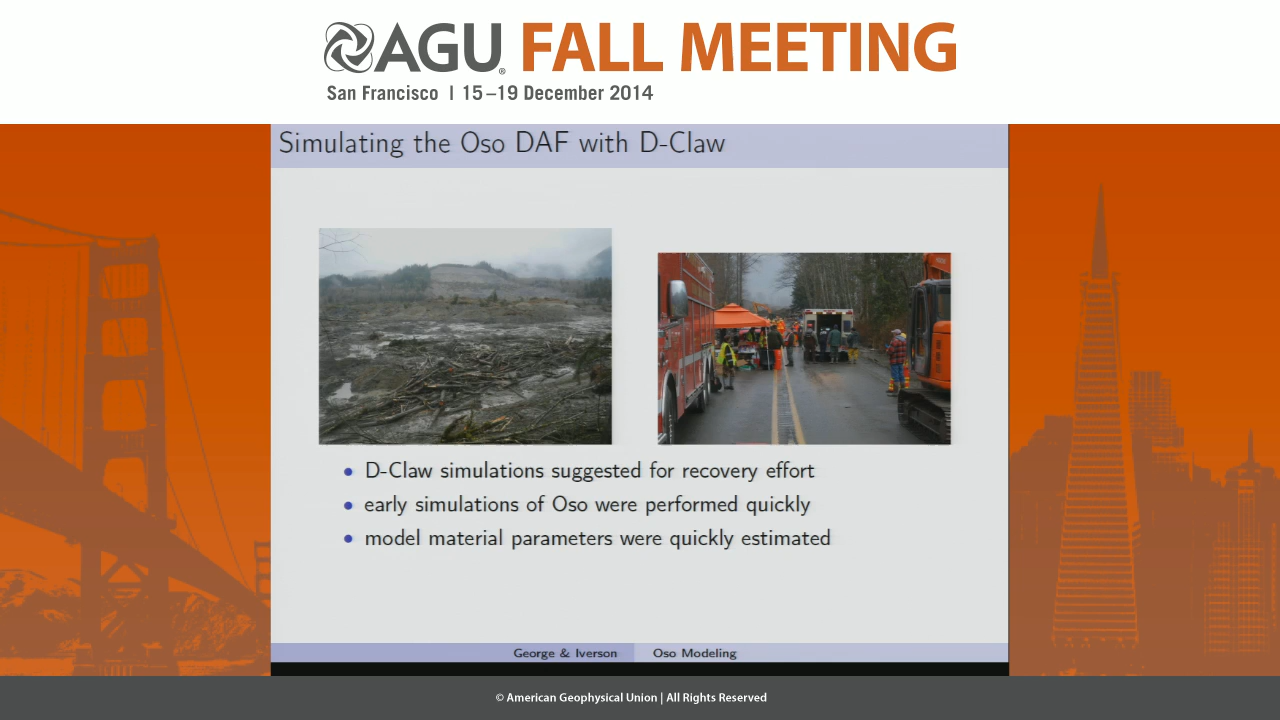 AGU® FALL MEETING
San Francisco | 15–19 December 2014
Simulating the Oso DAF with D-Claw
• D-Claw simulations suggested for recovery effort
• early simulations of Oso were performed quickly
• model material parameters were quickly estimated
George & Iverson Oso Modeling
© American Geophysical Union | All Rights Reserved